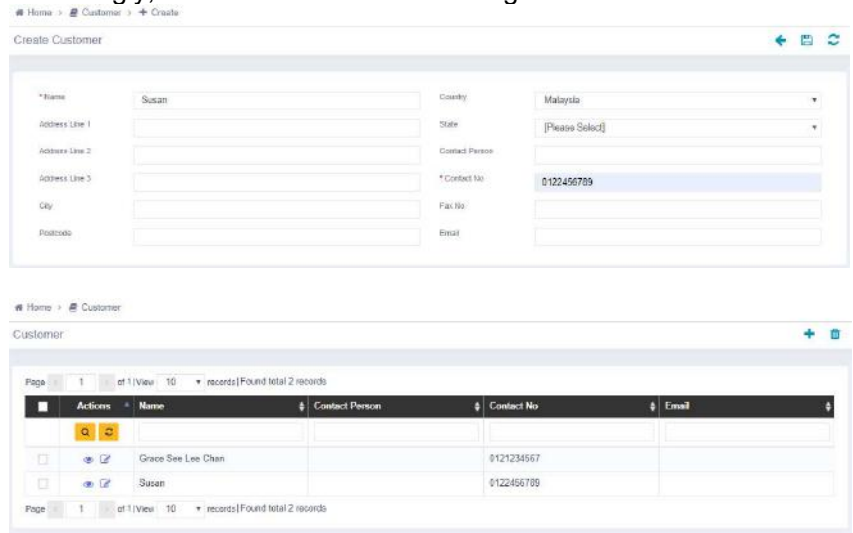 Home > Customer > + Create
Create Customer
*Name Susan Country Malaysia
Address Line 1 State [Please Select]
Address Line 2 Contact Person
Address Line 3 *Contact No 0122456789
City Fax No
Postcode Email
Home > Customer
Customer
Page 1 of 1 | View 10 records | Found total 2 records
Actions Name Contact Person Contact No Email
Grace See Lee Chan 0121234567
Susan 0122456789
Page 1 of 1 | View 10 records | Found total 2 records